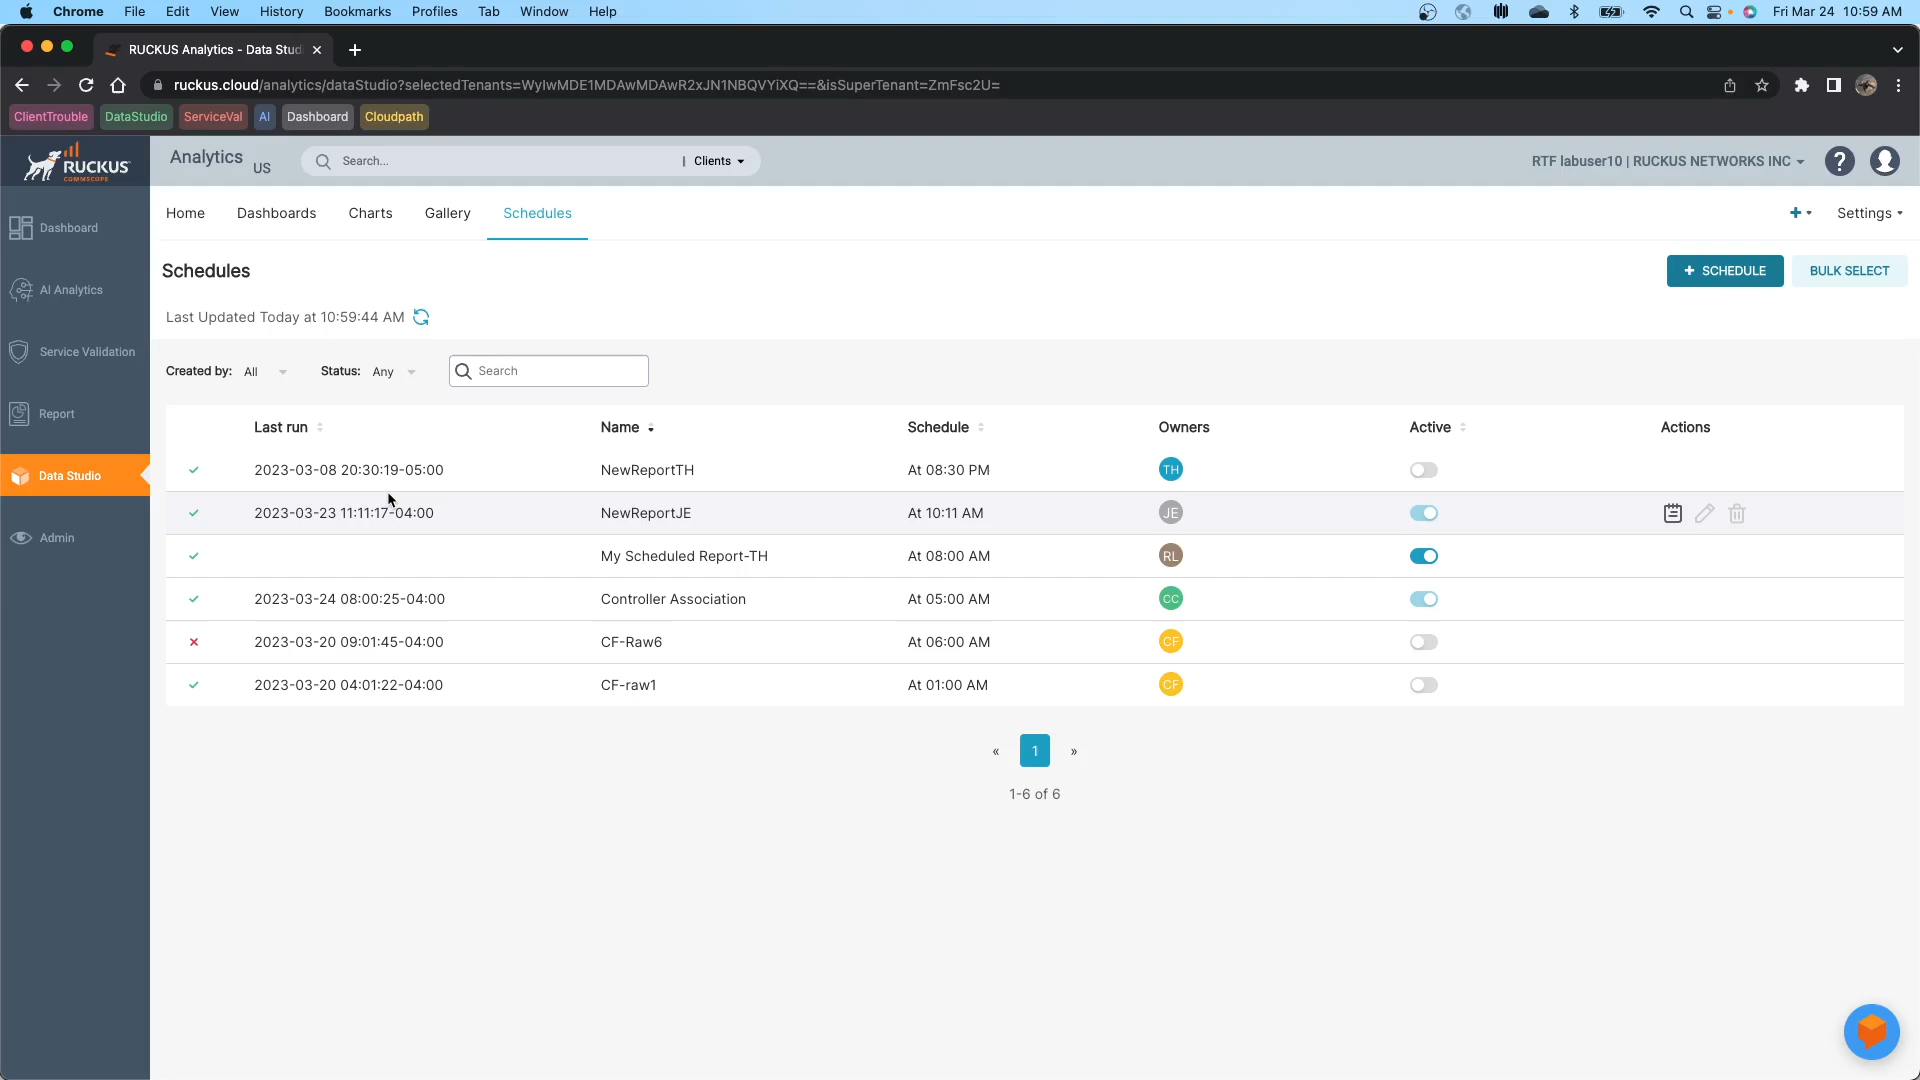 Chrome File Edit View History Bookmarks Profiles Tab Window Help Fri Mar 24 10:59 AM
RUCKUS Analytics - Data Stud
ruckus.cloud/analytics/dataStudio?selectedTenants=WyIwMDE1MDAwMDAwR2xJN1NBQVYiXQ==&isSuperTenant=ZmFsc2U=
ClientTrouble DataStudio ServiceVal AI Dashboard Cloudpath
RUCKUS COMMSCOPE Analytics US Search... | Clients RTF labuser10 | RUCKUS NETWORKS INC ?
Home Dashboards Charts Gallery Schedules + Settings
Dashboard
AI Analytics
Service Validation
Report
Data Studio
Admin
Schedules + SCHEDULE BULK SELECT
Last Updated Today at 10:59:44 AM
Created by: All Status: Any Search
Last run Name Schedule Owners Active Actions
2023-03-08 20:30:19-05:00 NewReportTH At 08:30 PM TH
2023-03-23 11:11:17-04:00 NewReportJE At 10:11 AM JE
My Scheduled Report-TH At 08:00 AM RL
2023-03-24 08:00:25-04:00 Controller Association At 05:00 AM CC
2023-03-20 09:01:45-04:00 CF-Raw6 At 06:00 AM CF
2023-03-20 04:01:22-04:00 CF-raw1 At 01:00 AM CF
« 1 »
1-6 of 6